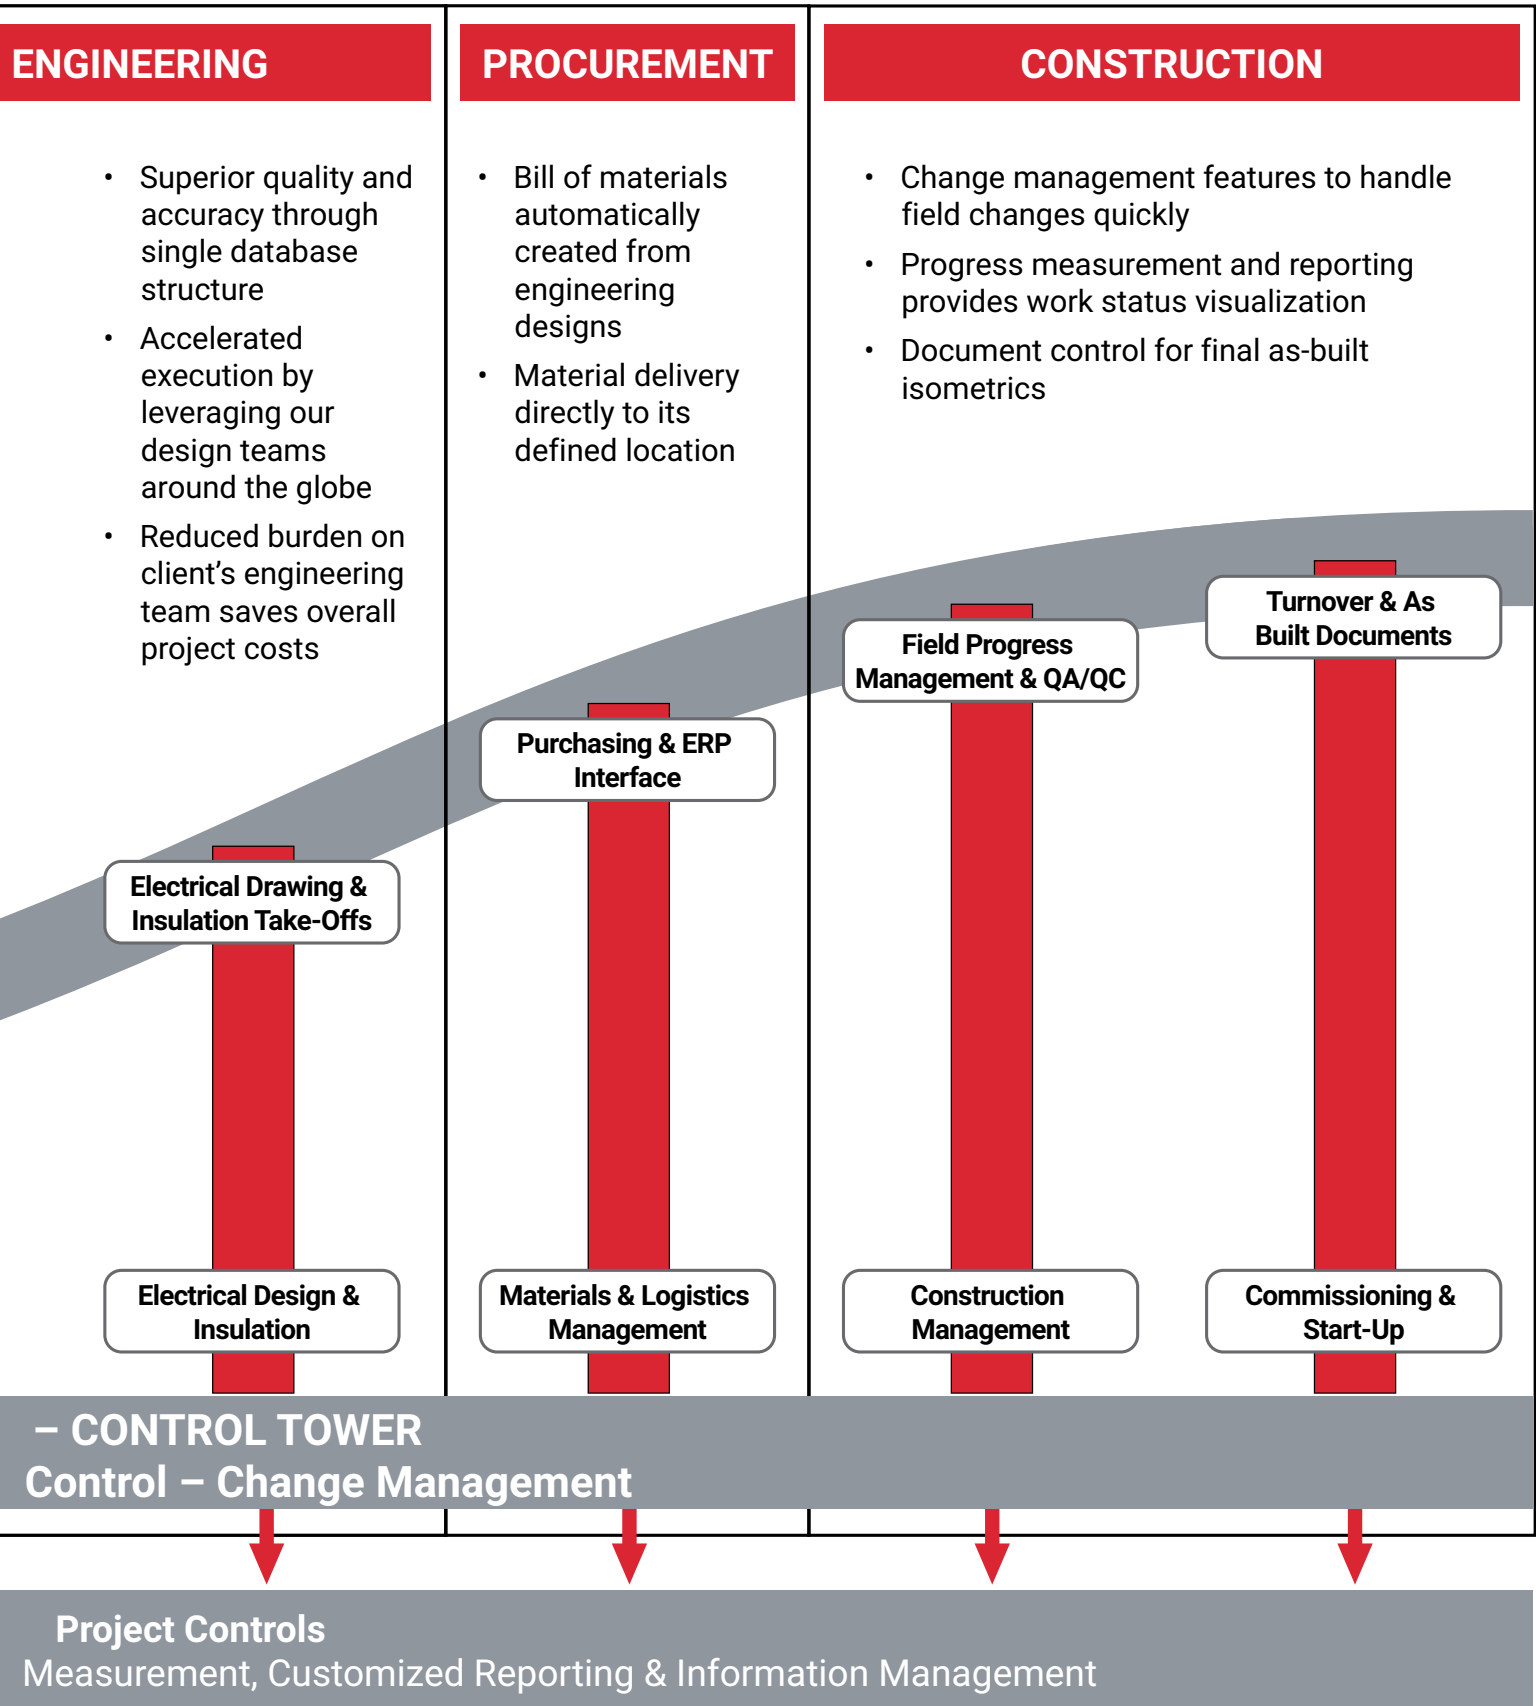 ENGINEERING
• Superior quality and
accuracy through
single database
structure
• Accelerated
execution by
leveraging our
design teams
around the globe
• Reduced burden on
client’s engineering
team saves overall
project costs
PROCUREMENT
• Bill of materials
automatically
created from
engineering
designs
• Material delivery
directly to its
defined location
CONSTRUCTION
• Change management features to handle
field changes quickly
• Progress measurement and reporting
provides work status visualization
• Document control for final as-built
isometrics
Electrical Drawing &
Insulation Take-Offs
Purchasing & ERP
Interface
Field Progress
Management & QA/QC
Turnover & As
Built Documents
Electrical Design &
Insulation
Materials & Logistics
Management
Construction
Management
Commissioning &
Start-Up
– CONTROL TOWER
Control – Change Management
Project Controls
Measurement, Customized Reporting & Information Management